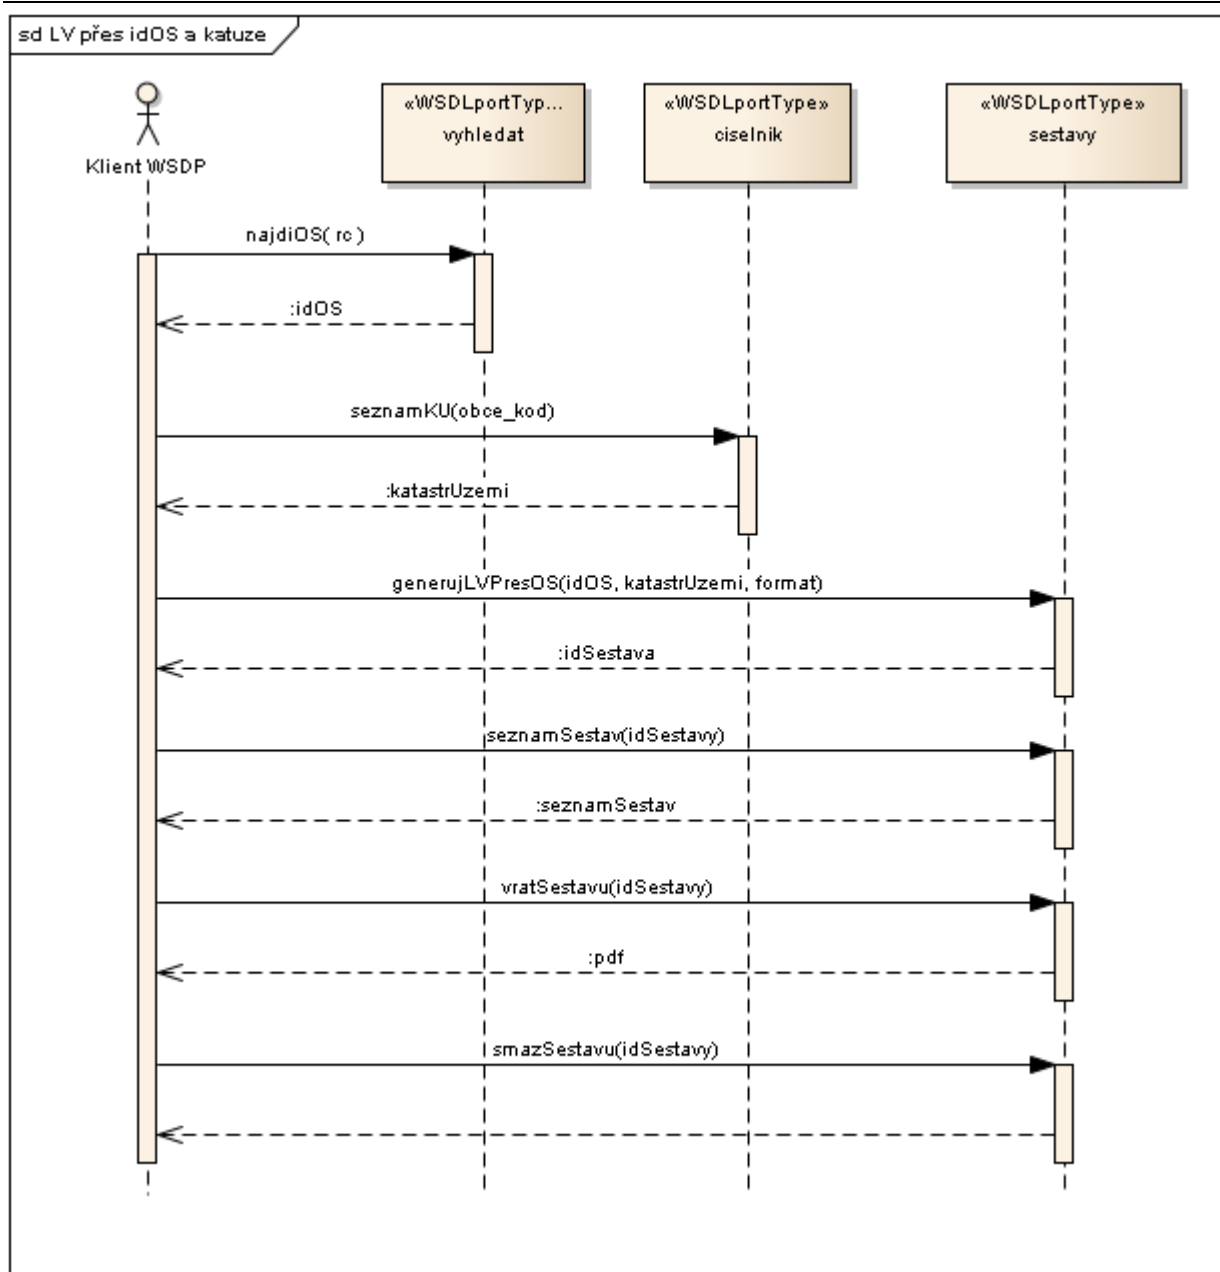 sd LV přes idOS a katuze
«WSDLportTyp...
vyhledat
«WSDLportType»
ciselnik
«WSDLportType»
sestavy
Klient WSDP
najdiOS( rc )
:idOS
seznamKU(obce_kod)
:katastrUzemi
generujLVPresOS(idOS, katastrUzemi, format)
:idSestava
seznamSestav(idSestavy)
:seznamSestav
vratSestavu(idSestavy)
:pdf
smazSestavu(idSestavy)